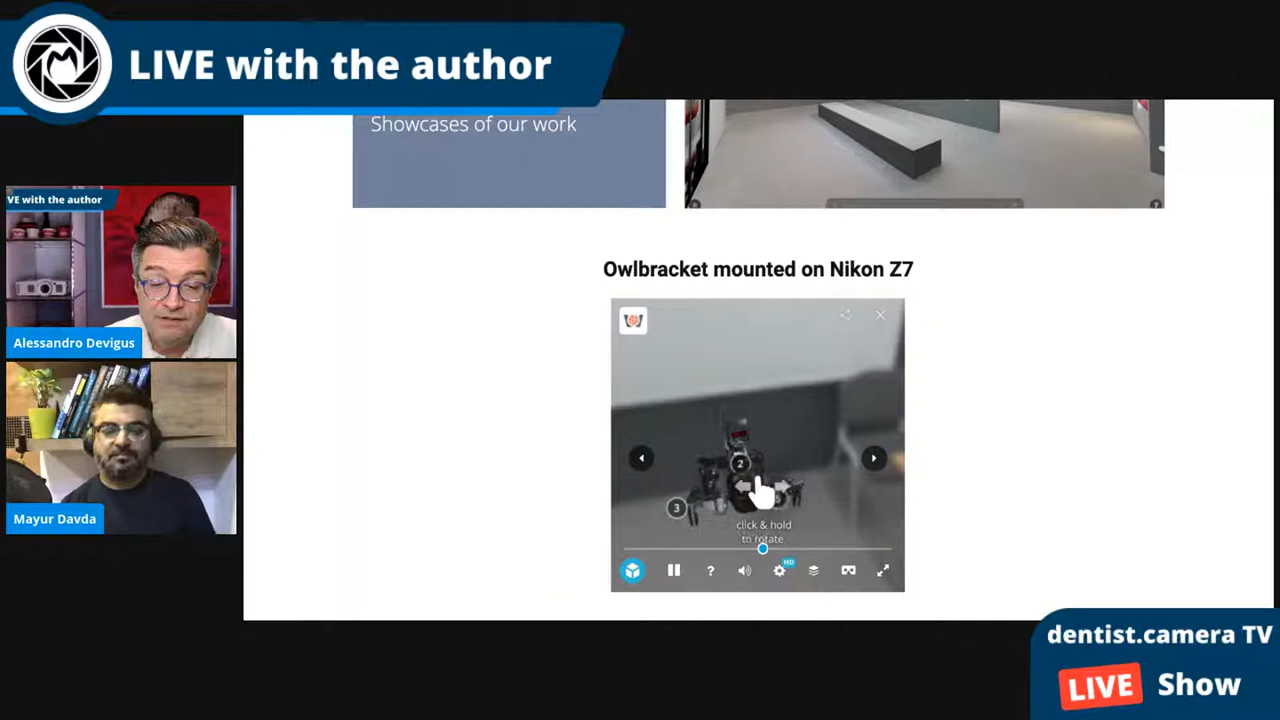 LIVE with the author
Showcases of our work
VE with the author
Alessandro Devigus
Mayur Davda
Owlbracket mounted on Nikon Z7
2
3
click & hold
to rotate
?
HD
dentist.camera TV
LIVE Show